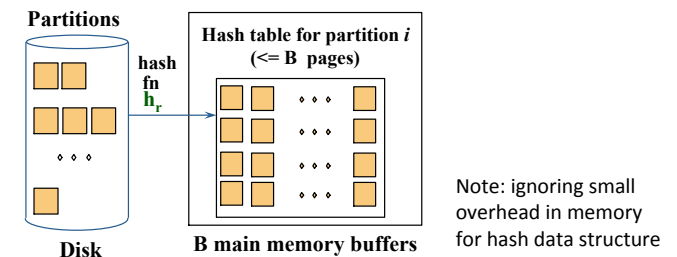 Partitions
Hash table for partition i
(<= B pages)
hash
fn
hr
Note: ignoring small
overhead in memory
for hash data structure
B main memory buffers
Disk